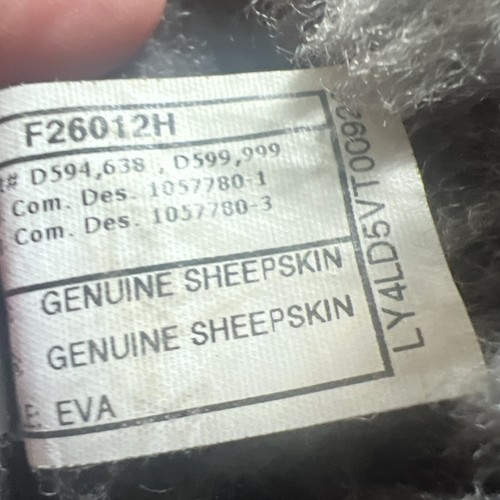 F26012H
# D594,638 , D599,999
Com. Des. 1057780-1
Com. Des. 1057780-3
GENUINE SHEEPSKIN
GENUINE SHEEPSKIN
E: EVA
LY4LD5VT0092